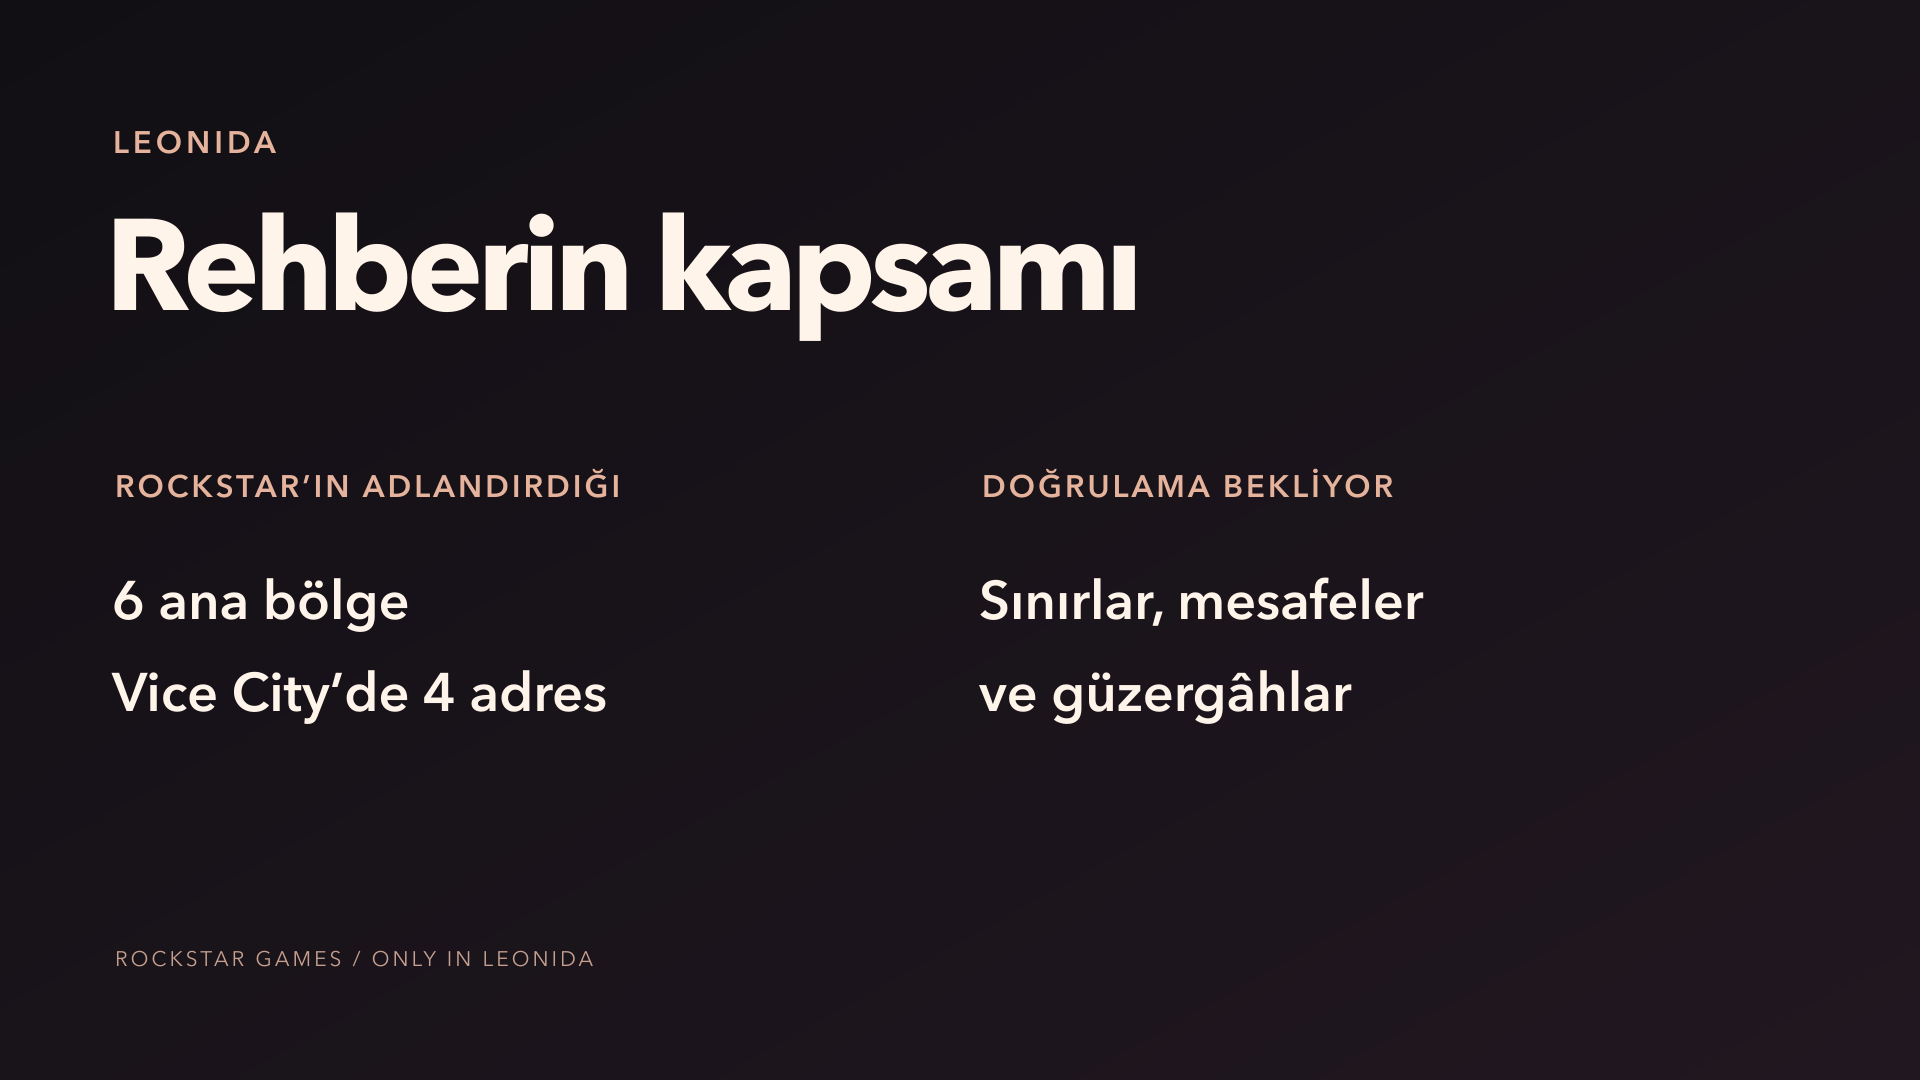 LEONIDA
Rehberin kapsamı
ROCKSTAR’IN ADLANDIRDIĞI
6 ana bölge
Vice City’de 4 adres
DOĞRULAMA BEKLİYOR
Sınırlar, mesafeler
ve güzergâhlar
ROCKSTAR GAMES / ONLY IN LEONIDA